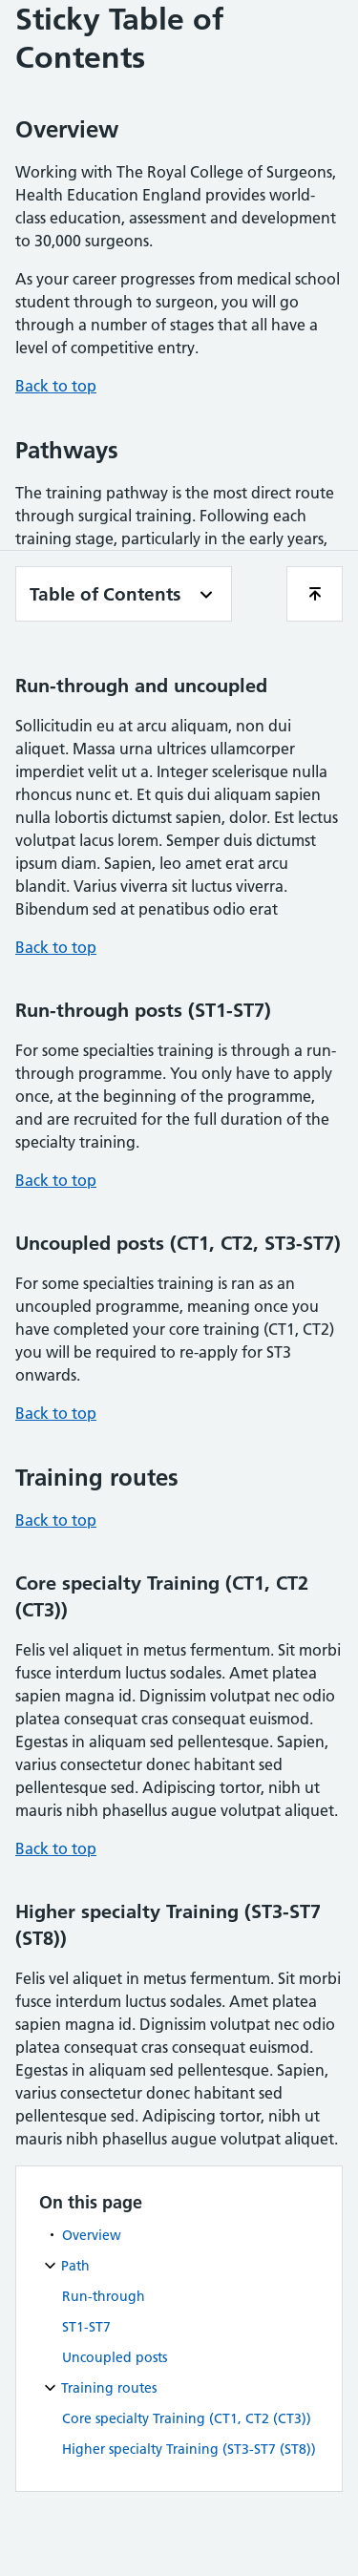 Sticky Table of
Contents
Overview
Working with The Royal College of Surgeons,
Health Education England provides world-
class education, assessment and development
to 30,000 surgeons.
As your career progresses from medical school
student through to surgeon, you will go
through a number of stages that all have a
level of competitive entry.
Back to top
Pathways
The training pathway is the most direct route
through surgical training. Following each
training stage, particularly in the early years,
Table of Contents
Run-through and uncoupled
Sollicitudin eu at arcu aliquam, non dui
aliquet. Massa urna ultrices ullamcorper
imperdiet velit ut a. Integer scelerisque nulla
rhoncus nunc et. Et quis dui aliquam sapien
nulla lobortis dictumst sapien, dolor. Est lectus
volutpat lacus lorem. Semper duis dictumst
ipsum diam. Sapien, leo amet erat arcu
blandit. Varius viverra sit luctus viverra.
Bibendum sed at penatibus odio erat
Back to top
Run-through posts (ST1-ST7)
For some specialties training is through a run-
through programme. You only have to apply
once, at the beginning of the programme,
and are recruited for the full duration of the
specialty training.
Back to top
Uncoupled posts (CT1, CT2, ST3-ST7)
For some specialties training is ran as an
uncoupled programme, meaning once you
have completed your core training (CT1, CT2)
you will be required to re-apply for ST3
onwards.
Back to top
Training routes
Back to top
Core specialty Training (CT1, CT2
(CT3))
Felis vel aliquet in metus fermentum. Sit morbi
fusce interdum luctus sodales. Amet platea
sapien magna id. Dignissim volutpat nec odio
platea consequat cras consequat euismod.
Egestas in aliquam sed pellentesque. Sapien,
varius consectetur donec habitant sed
pellentesque sed. Adipiscing tortor, nibh ut
mauris nibh phasellus augue volutpat aliquet.
Back to top
Higher specialty Training (ST3-ST7
(ST8))
Felis vel aliquet in metus fermentum. Sit morbi
fusce interdum luctus sodales. Amet platea
sapien magna id. Dignissim volutpat nec odio
platea consequat cras consequat euismod.
Egestas in aliquam sed pellentesque. Sapien,
varius consectetur donec habitant sed
pellentesque sed. Adipiscing tortor, nibh ut
mauris nibh phasellus augue volutpat aliquet.
On this page
Overview
Path
Run-through
ST1-ST7
Uncoupled posts
Training routes
Core specialty Training (CT1, CT2 (CT3))
Higher specialty Training (ST3-ST7 (ST8))